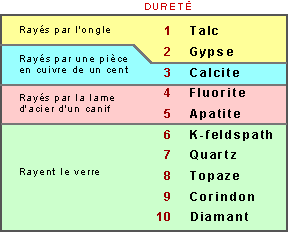 DURETÉ
Rayés par l'ongle
1 Talc
2 Gypse
Rayés par une pièce
en cuivre de un cent
3 Calcite
Rayés par la lame
d'acier d'un canif
4 Fluorite
5 Apatite
Rayent le verre
6 K-feldspath
7 Quartz
8 Topaze
9 Corindon
10 Diamant